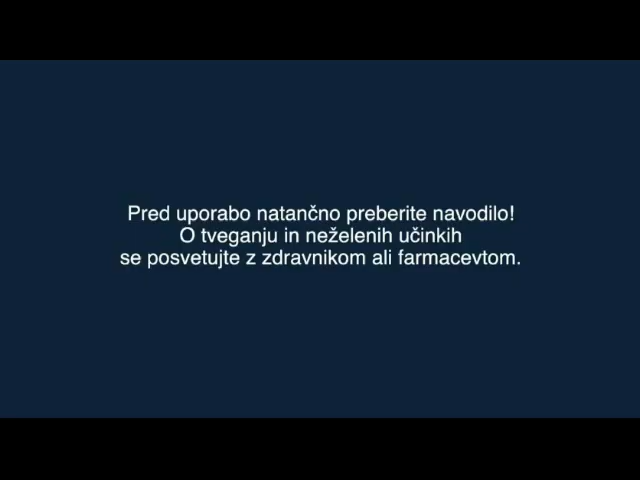 Pred uporabo natančno preberite navodilo!
O tveganju in neželenih učinkih
se posvetujte z zdravnikom ali farmacevtom.